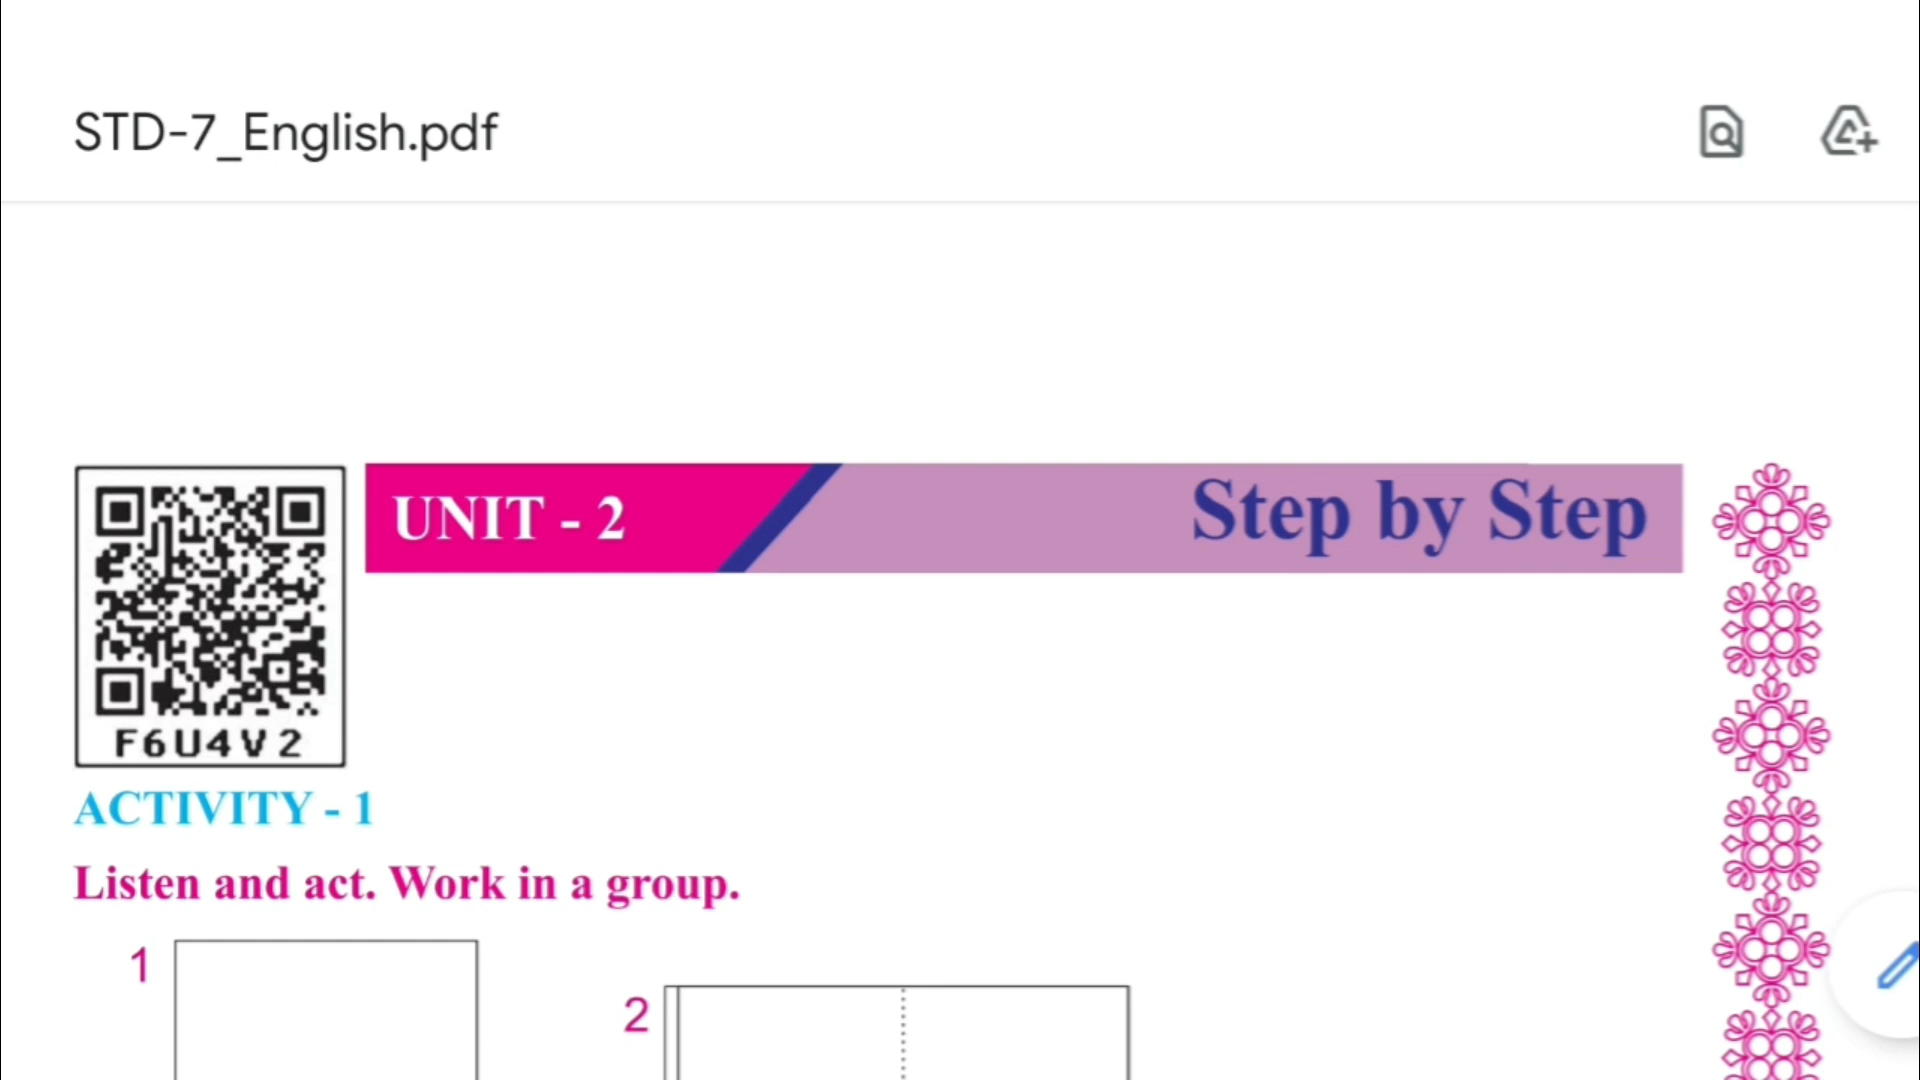 STD-7_English.pdf
UNIT - 2
Step by Step
F6U4V2
ACTIVITY - 1
Listen and act. Work in a group.
1
2